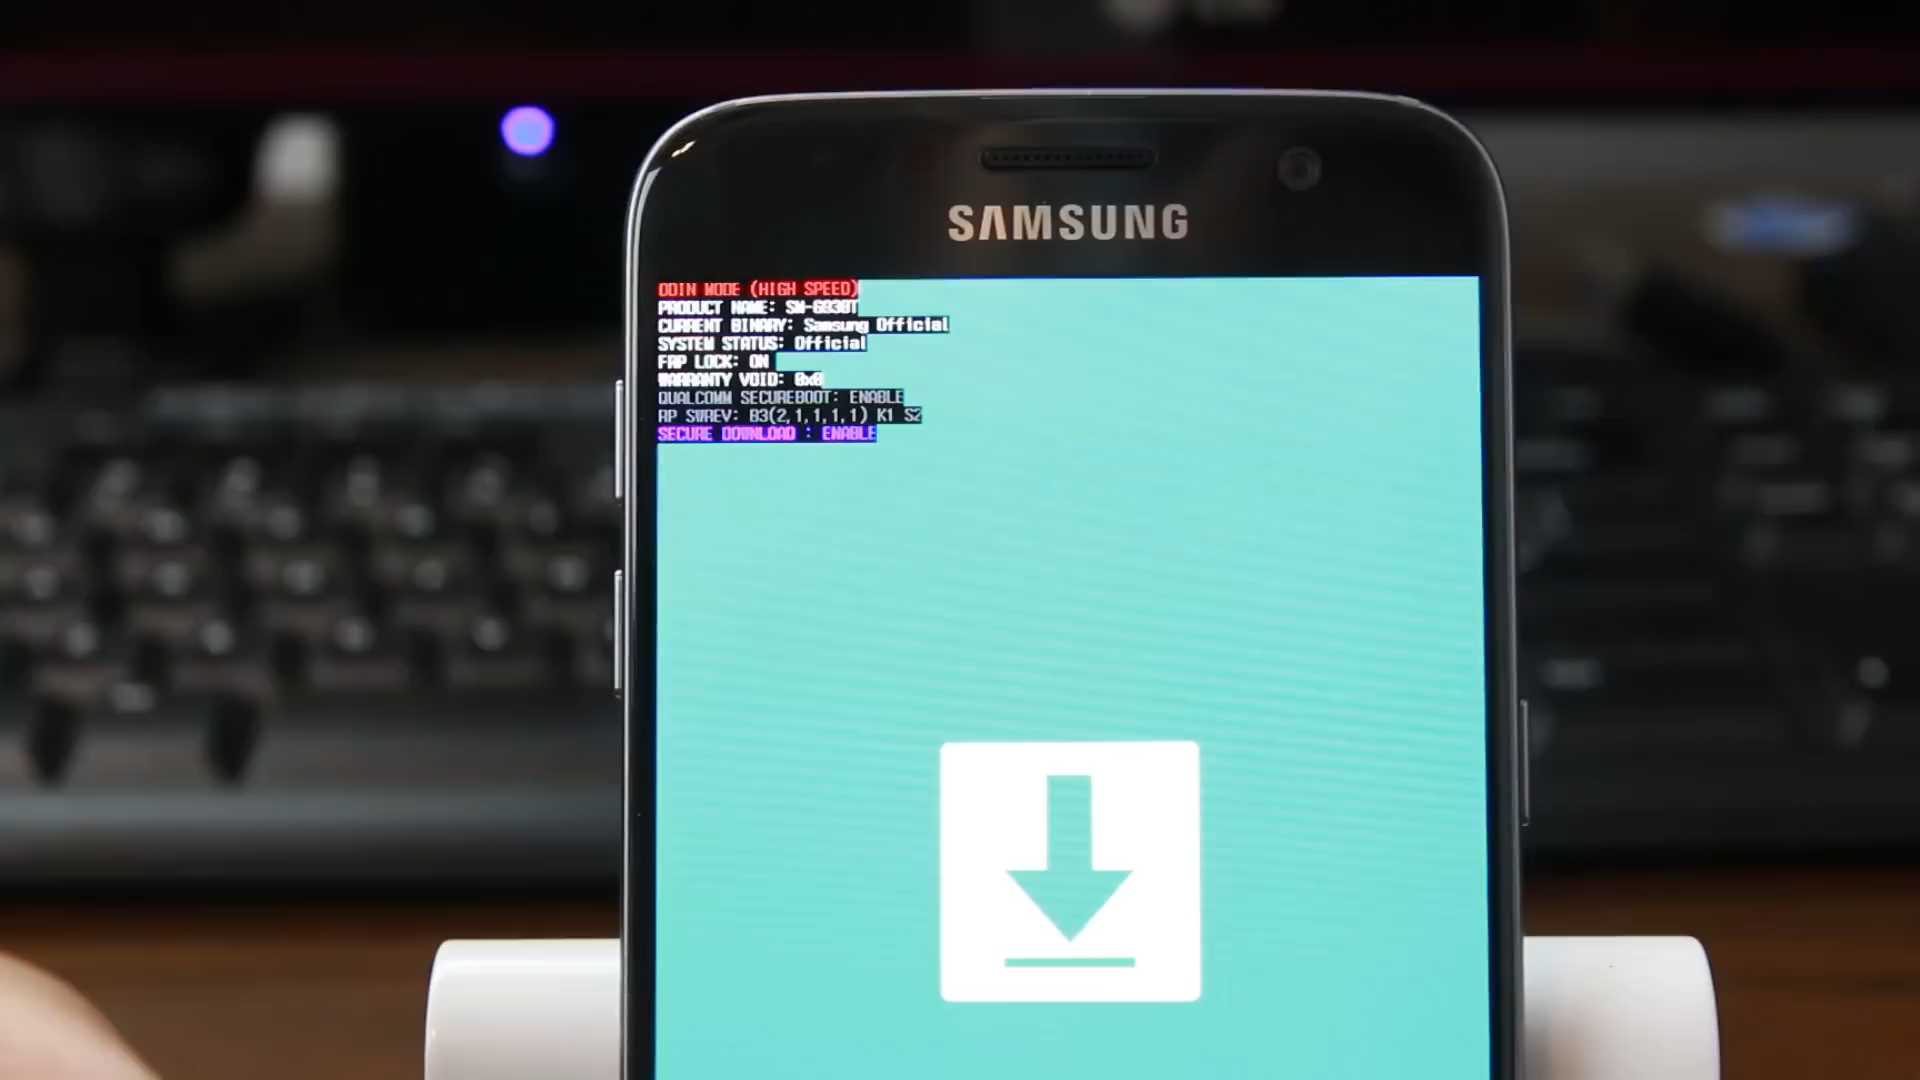 SAMSUNG
ODIN MODE (HIGH SPEED)
PRODUCT NAME: SM-G930T
CURRENT BINARY: Samsung Official
SYSTEM STATUS: Official
FRP LOCK: ON
WARRANTY VOID: 0x0
QUALCOMM SECUREBOOT: ENABLE
RP SWREV: B3(2,1,1,1,1) K1 S2
SECURE DOWNLOAD : ENABLE